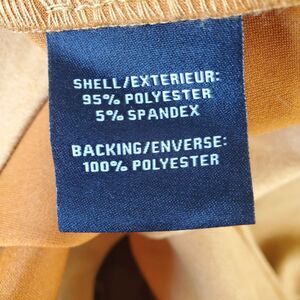 SHELL/EXTERIEUR:
95% POLYESTER
5% SPANDEX
BACKING/ENVERSE:
100% POLYESTER